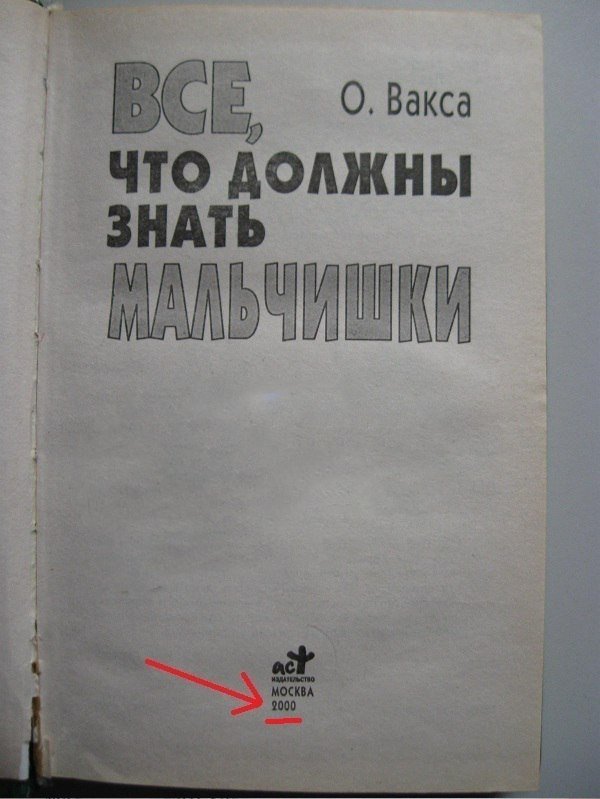 ВСЕ,
О. Вакса
ЧТО ДОЛЖНЫ
ЗНАТЬ
МАЛЬЧИШКИ
аст
ИЗДАТЕЛЬСТВО
МОСКВА
2000